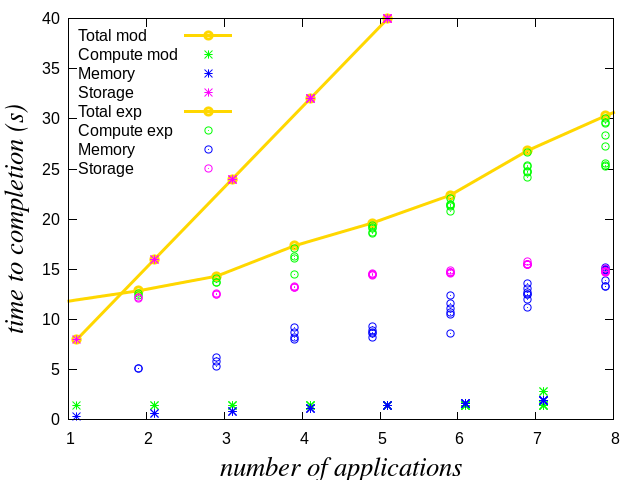 40
35
30
25
20
15
10
5
0
time to completion (s)
Total mod
Compute mod
Memory
Storage
Total exp
Compute exp
Memory
Storage
1 2 3 4 5 6 7 8
number of applications